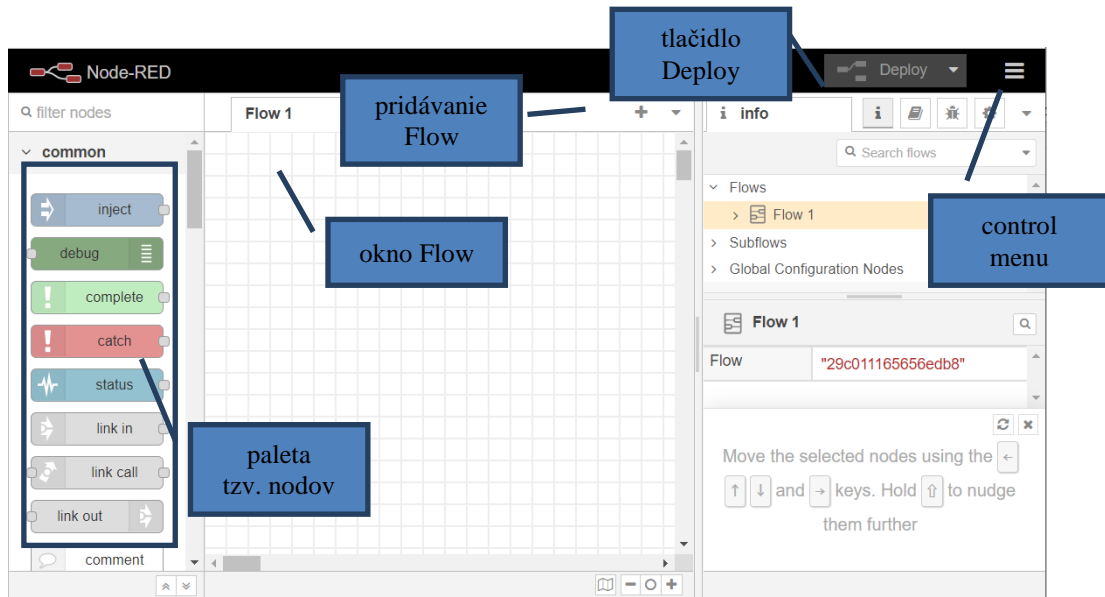 tlačidlo
Deploy
Node-RED
Deploy
filter nodes
Flow 1
pridávanie
Flow
i info
i
Search flows
common
inject
debug
complete
catch
status
link in
link call
link out
comment
okno Flow
paleta
tzv. nodov
Flows
Flow 1
Subflows
Global Configuration Nodes
control
menu
Flow 1
Flow "29c011165656edb8"
Move the selected nodes using the ←
↑ ↓ and → keys. Hold ⇧ to nudge
them further